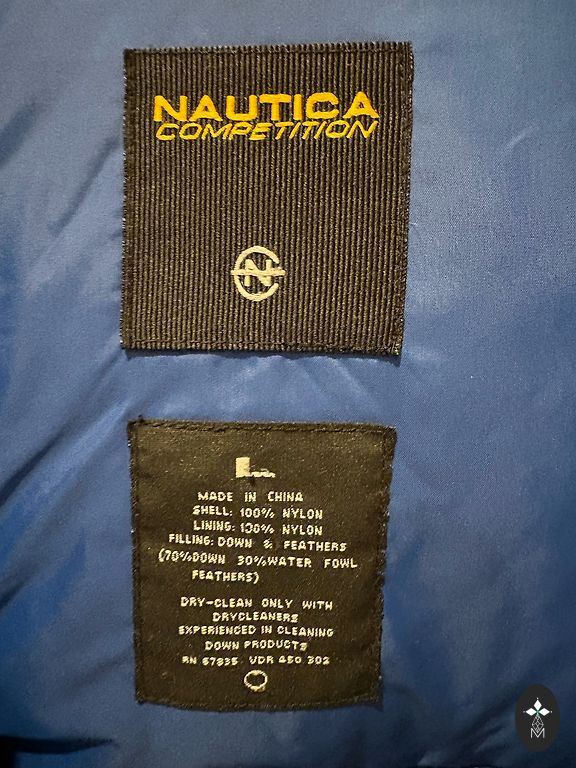 NAUTICA
COMPETITION
N
L
MADE IN CHINA
SHELL: 100% NYLON
LINING: 100% NYLON
FILLING: DOWN & FEATHERS
(70%DOWN 30%WATER FOWL
FEATHERS)
DRY-CLEAN ONLY WITH
DRYCLEANERS
EXPERIENCED IN CLEANING
DOWN PRODUCTS
RN 67835 VDR 450 302
M